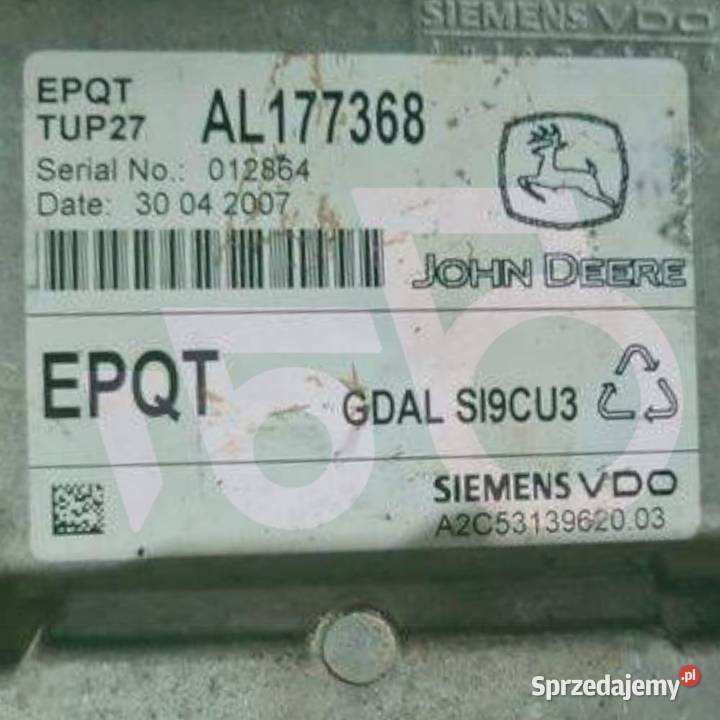 SIEMENS VDO
EPQT
TUP27
AL177368
Serial No.: 012864
Date: 30 04 2007
JOHN DEERE
EPQT
GDAL SI9CU3
SIEMENS VDO
A2C53139620.03
Sprzedajemy.pl